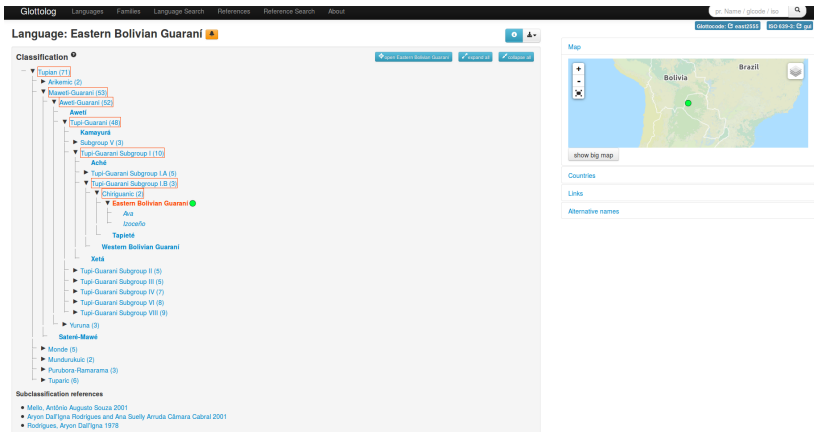 Glottolog Languages Families Language Search References Reference Search About pr. Name / glcode / iso
Language: Eastern Bolivian Guaraní
Glottocode: east2555 ISO 639-3: gui
Classification
open Eastern Bolivian Guaraní expand all collapse all
▼ Tupian (71)
► Arikemic (2)
▼ Maweti-Guarani (53)
▼ Aweti-Guarani (52)
Awetí
▼ Tupi-Guarani (48)
Kamayurá
► Subgroup V (3)
▼ Tupi-Guarani Subgroup I (10)
Aché
► Tupi-Guarani Subgroup I.A (5)
▼ Tupi-Guarani Subgroup I.B (3)
▼ Chiriguanic (2)
▼ Eastern Bolivian Guaraní
Ava
Izoceño
Tapieté
Western Bolivian Guaraní
Xetá
► Tupi-Guarani Subgroup II (5)
► Tupi-Guarani Subgroup III (5)
► Tupi-Guarani Subgroup IV (7)
► Tupi-Guarani Subgroup VI (8)
► Tupi-Guarani Subgroup VIII (9)
► Yuruna (3)
Sateré-Mawé
► Monde (5)
► Mundurukuic (2)
► Purubora-Ramarama (3)
► Tuparic (6)
Subclassification references
• Mello, Antônio Augusto Souza 2001
• Aryon Dall'Igna Rodrigues and Ana Suelly Arruda Câmara Cabral 2001
• Rodrigues, Aryon Dall'Igna 1978
Map
+
-
Bolivia
Brazil
show big map
Countries
Links
Alternative names